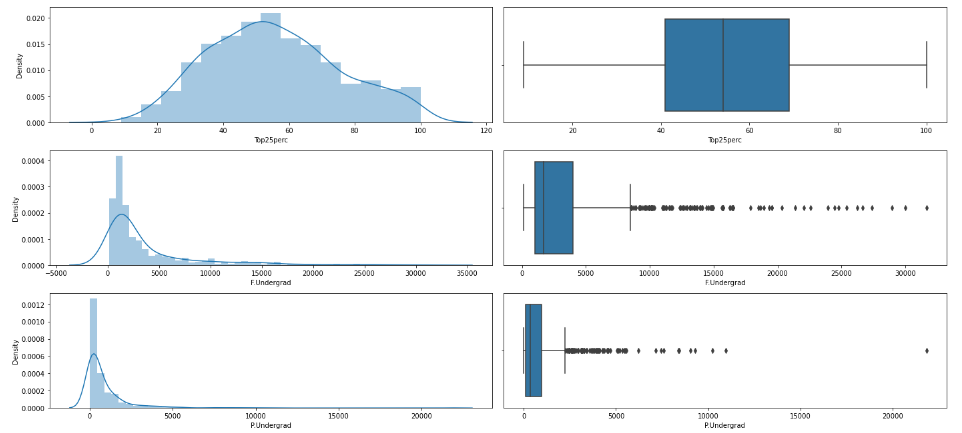 0.020
0.015
0.010
0.005
0.000
Density
0 20 40 60 80 100 120
Top25perc
20 40 60 80 100
Top25perc
0.0004
0.0003
0.0002
0.0001
0.0000
Density
−5000 0 5000 10000 15000 20000 25000 30000 35000
F.Undergrad
0 5000 10000 15000 20000 25000 30000
F.Undergrad
0.0012
0.0010
0.0008
0.0006
0.0004
0.0002
0.0000
Density
0 5000 10000 15000 20000
P.Undergrad
0 5000 10000 15000 20000
P.Undergrad